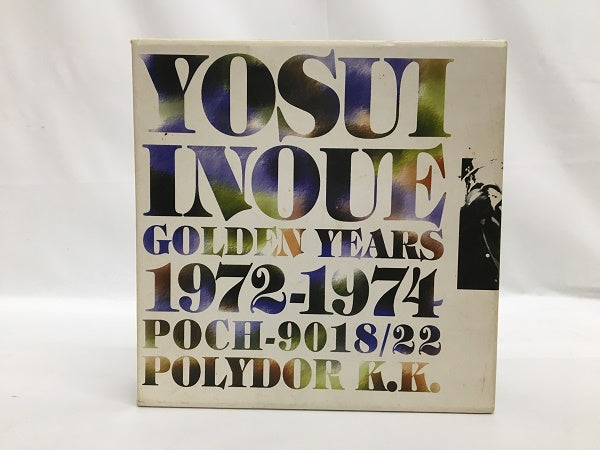 YOSUI
INOUE
GOLDEN YEARS
1972-1974
POCH-9018/22
POLYDOR K.K.